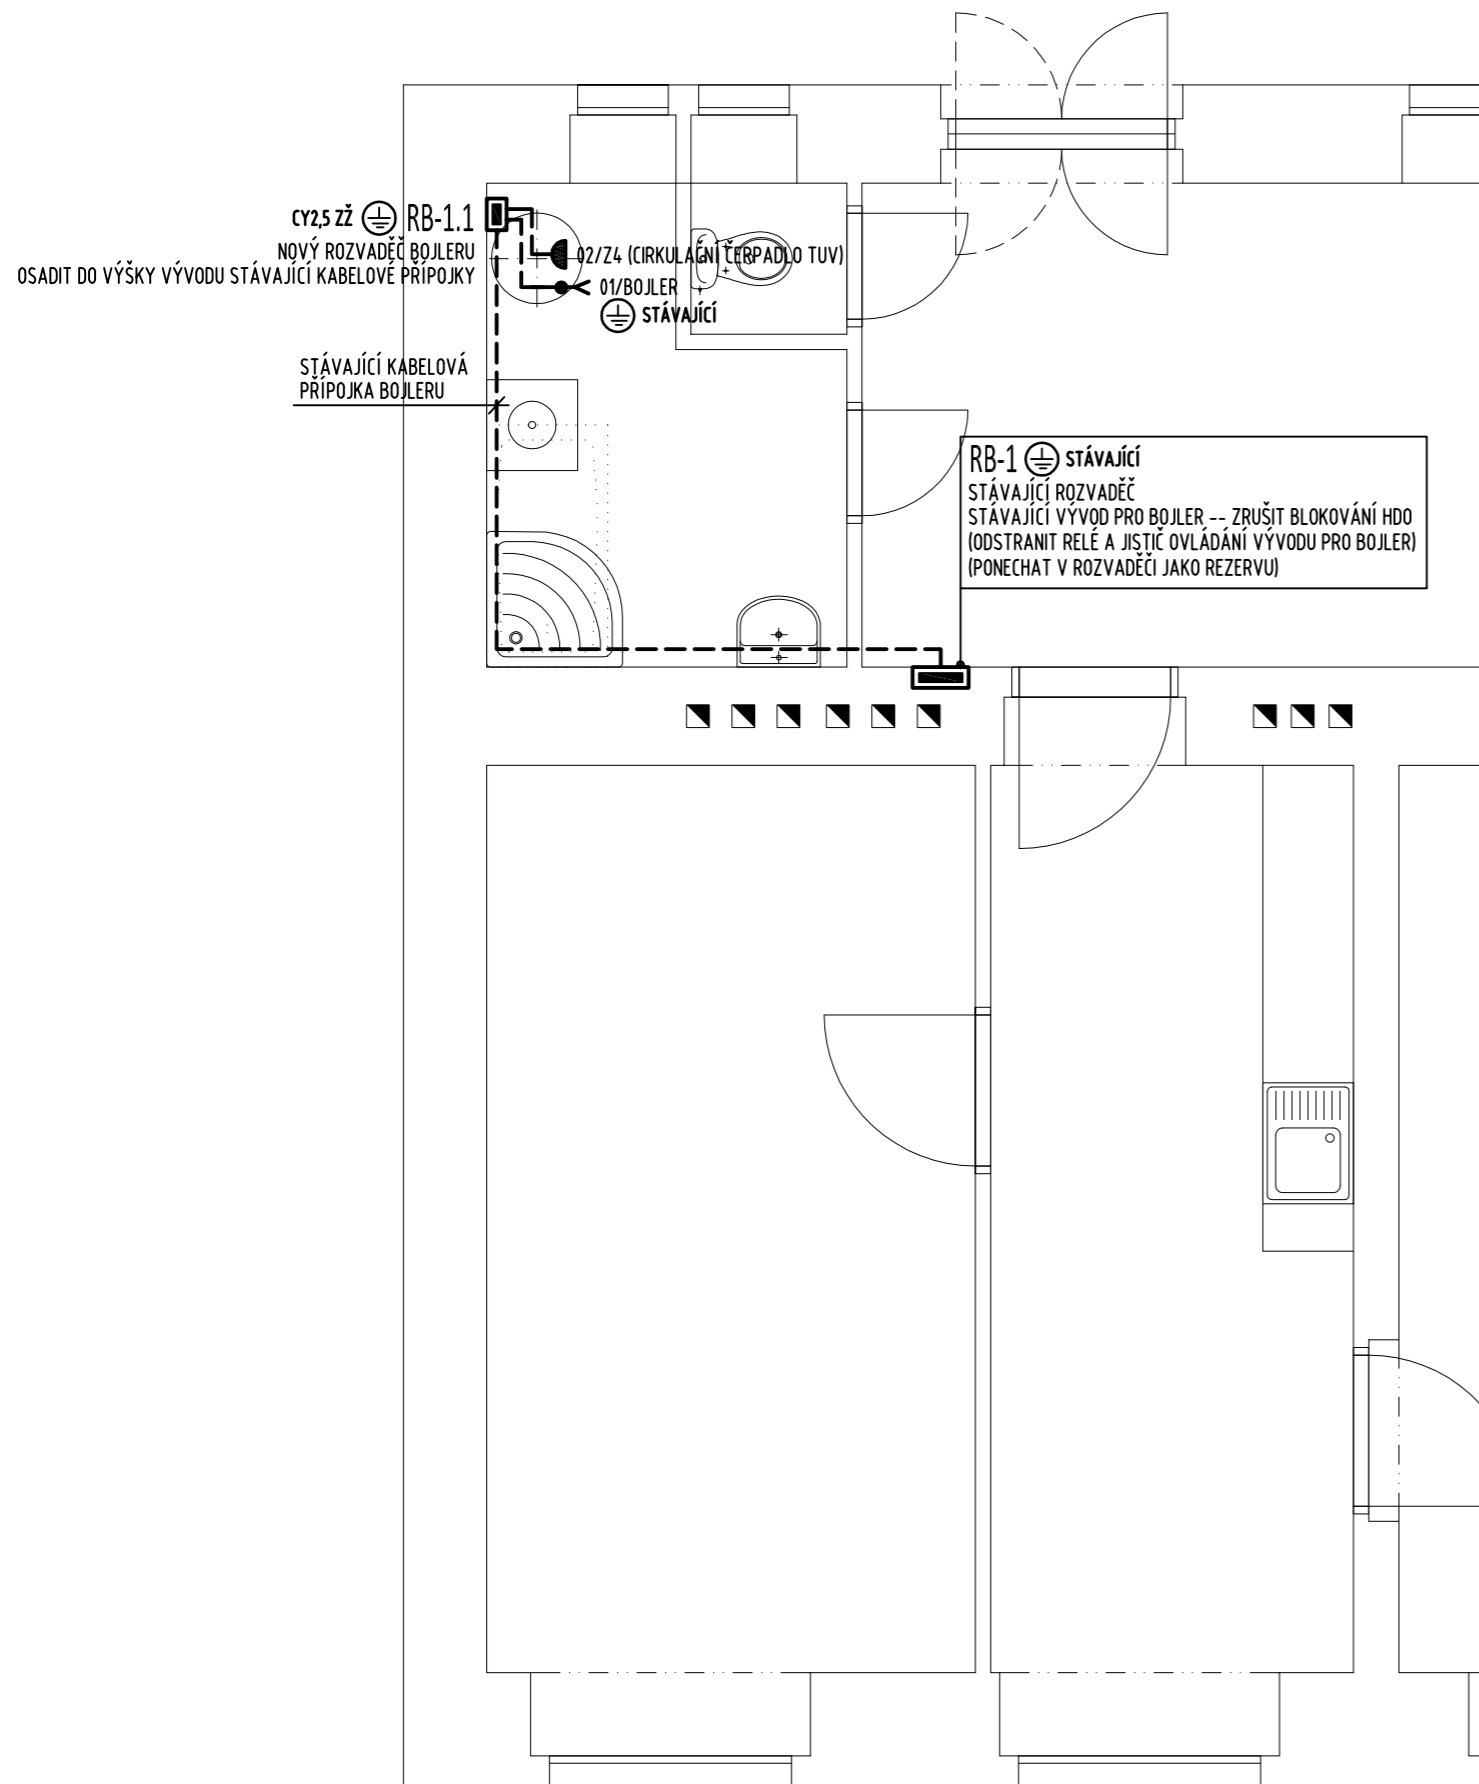 CY2,5 ZŽ RB-1.1
NOVÝ ROZVADĚČ BOJLERU
OSADIT DO VÝŠKY VÝVODU STÁVAJÍCÍ KABELOVÉ PŘÍPOJKY
02/Z4 (CIRKULAČNÍ ČERPADLO TUV)
01/BOJLER
STÁVAJÍCÍ
STÁVAJÍCÍ KABELOVÁ
PŘÍPOJKA BOJLERU
RB-1 STÁVAJÍCÍ
STÁVAJÍCÍ ROZVADĚČ
STÁVAJÍCÍ VÝVOD PRO BOJLER -- ZRUŠIT BLOKOVÁNÍ HDO
(ODSTRANIT RELÉ A JISTIČ OVLÁDÁNÍ VÝVODU PRO BOJLER)
(PONECHAT V ROZVADĚČI JAKO REZERVU)